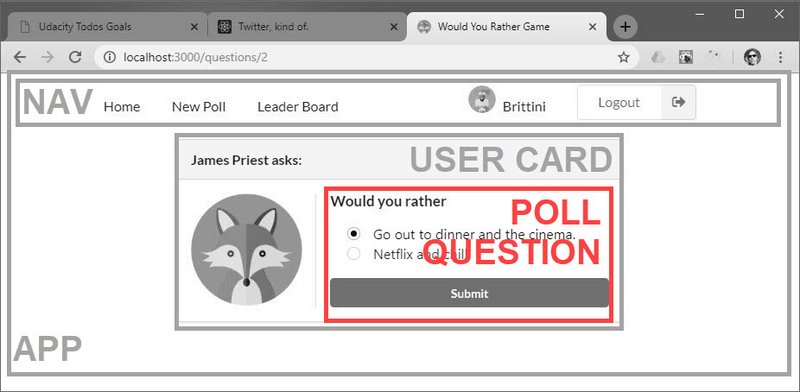 Udacity Todos Goals
Twitter, kind of.
Would You Rather Game
localhost:3000/questions/2
NAV
Home
New Poll
Leader Board
Brittini
Logout
USER CARD
James Priest asks:
Would you rather
POLL
QUESTION
Go out to dinner and the cinema.
Netflix and chill
Submit
APP